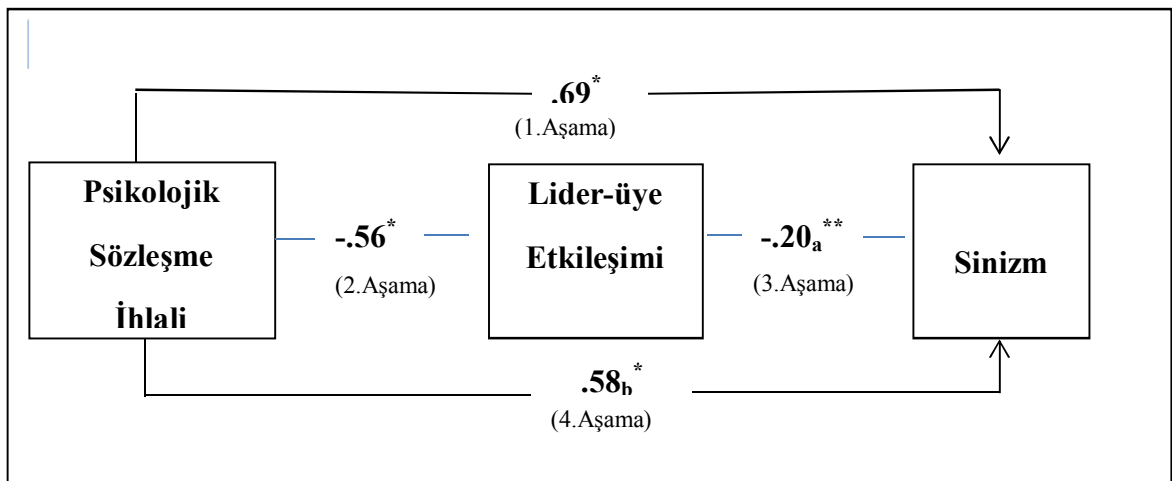 .69*
(1.Aşama)
Psikolojik
Sözleşme
İhlali
-.56*
(2.Aşama)
Lider-üye
Etkileşimi
-.20a**
(3.Aşama)
Sinizm
.58b*
(4.Aşama)